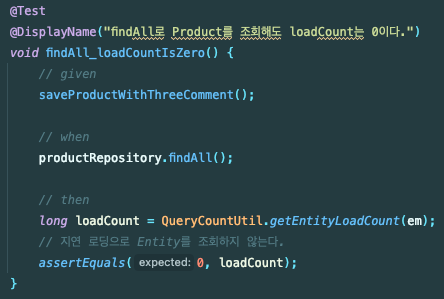 @Test
@DisplayName("findAll로 Product를 조회해도 loadCount는 0이다.")
void findAll_loadCountIsZero() {
// given
saveProductWithThreeComment();
// when
productRepository.findAll();
// then
long loadCount = QueryCountUtil.getEntityLoadCount(em);
// 지연 로딩으로 Entity를 조회하지 않는다.
assertEquals( expected: 0, loadCount);
}